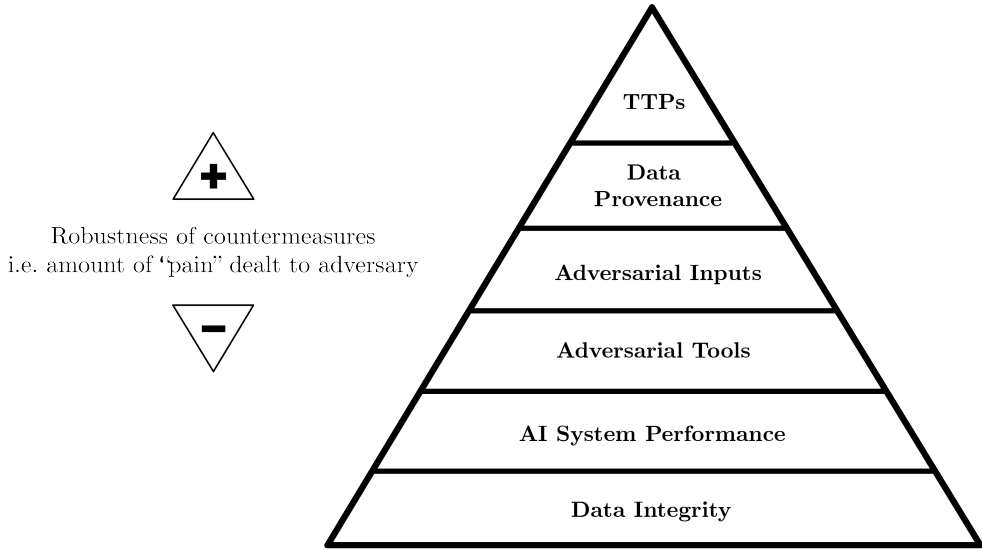 TTPs
Data
Provenance
Adversarial Inputs
Adversarial Tools
AI System Performance
Data Integrity
+
Robustness of countermeasures
i.e. amount of “pain” dealt to adversary
−